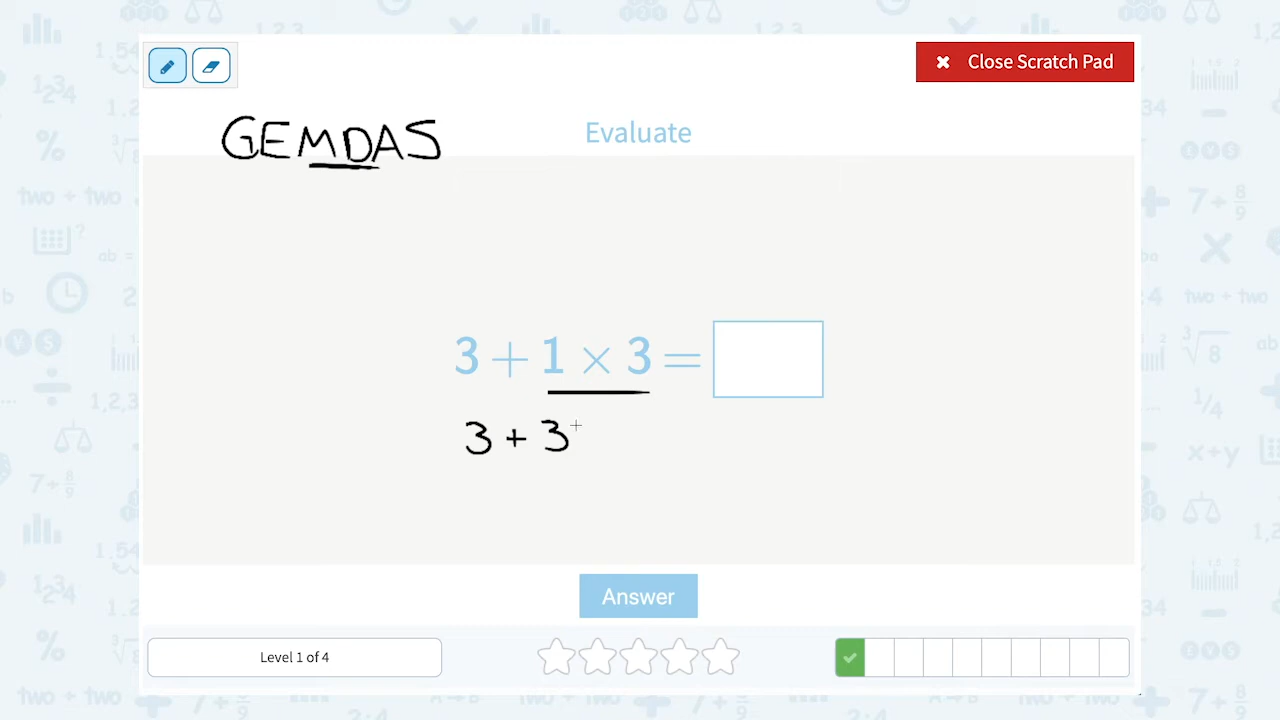 ✖ Close Scratch Pad
GEMDAS
Evaluate
3 + 1 × 3 =
3 + 3
Answer
Level 1 of 4